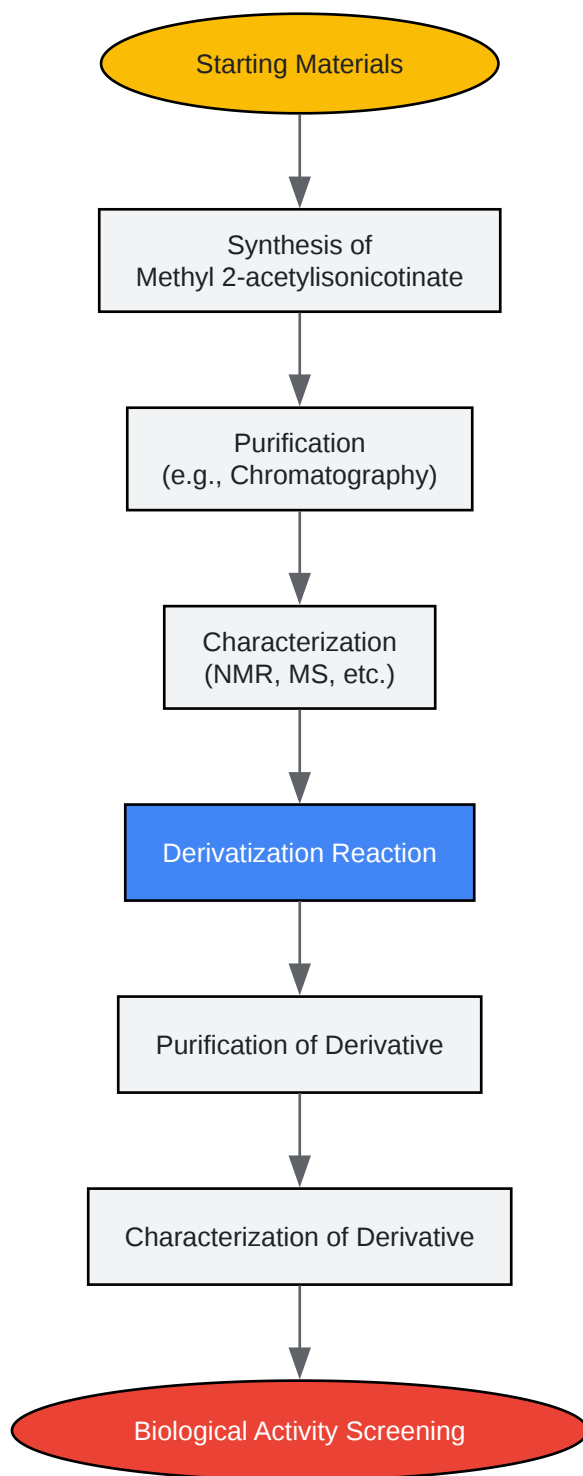 Starting Materials
Synthesis of
Methyl 2-acetylisonicotinate
Purification
(e.g., Chromatography)
Characterization
(NMR, MS, etc.)
Derivatization Reaction
Purification of Derivative
Characterization of Derivative
Biological Activity Screening